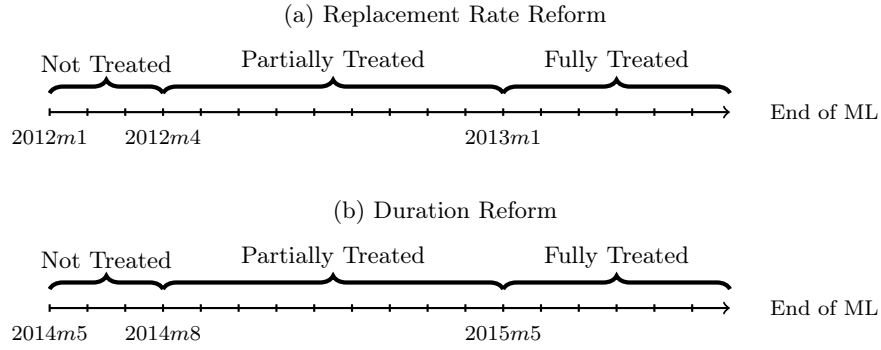 (a) Replacement Rate Reform
Not Treated Partially Treated Fully Treated
2012m1 2012m4 2013m1 End of ML
(b) Duration Reform
Not Treated Partially Treated Fully Treated
2014m5 2014m8 2015m5 End of ML